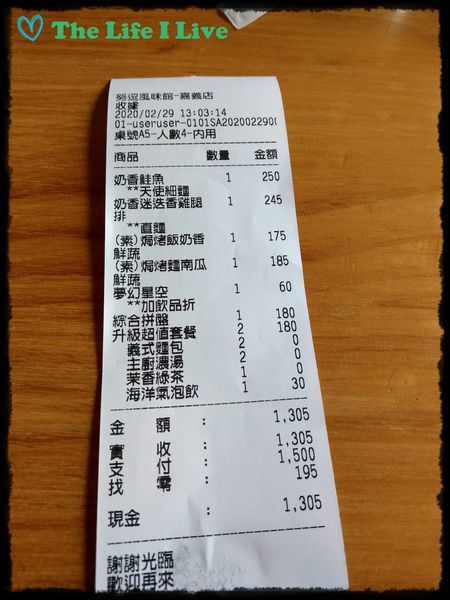 The Life I Live
窯逗風味館-嘉義店
收據
2020/02/29 13:03:14
01-useruser-0101SA202002290
桌號A5-人數4-內用
商品 數量 金額
奶香鮭魚 1 250
**天使細麵
奶香迷迭香雞腿 1 245
排
**直麵
(素)焗烤飯奶香 1 175
鮮蔬
(素)焗烤麵南瓜 1 185
鮮蔬
夢幻星空 1 60
**加飲品折
綜合拼盤 1 180
升級超值套餐 2 180
義式麵包 2 0
主廚濃湯 2 0
茉香綠茶 1 0
海洋氣泡飲 1 30
金 額 : 1,305
實 收 : 1,305
支 付 : 1,500
找 零 : 195
現金 : 1,305
謝謝光臨
歡迎再來